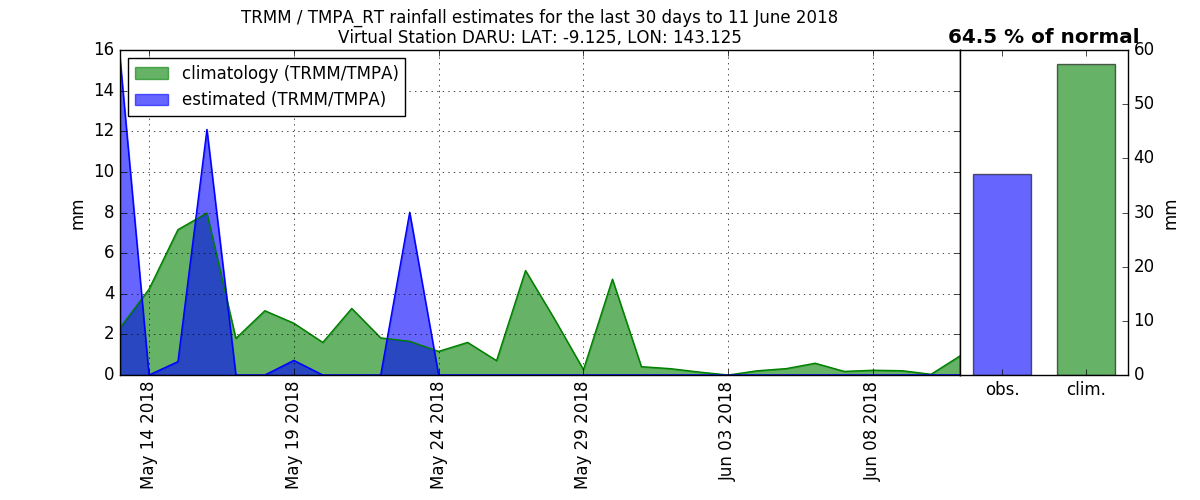 TRMM / TMPA_RT rainfall estimates for the last 30 days to 11 June 2018
Virtual Station DARU: LAT: -9.125, LON: 143.125
64.5 % of normal
climatology (TRMM/TMPA)
estimated (TRMM/TMPA)
mm
16
14
12
10
8
6
4
2
0
May 14 2018
May 19 2018
May 24 2018
May 29 2018
Jun 03 2018
Jun 08 2018
obs.
clim.
60
50
40
30
20
10
0
mm